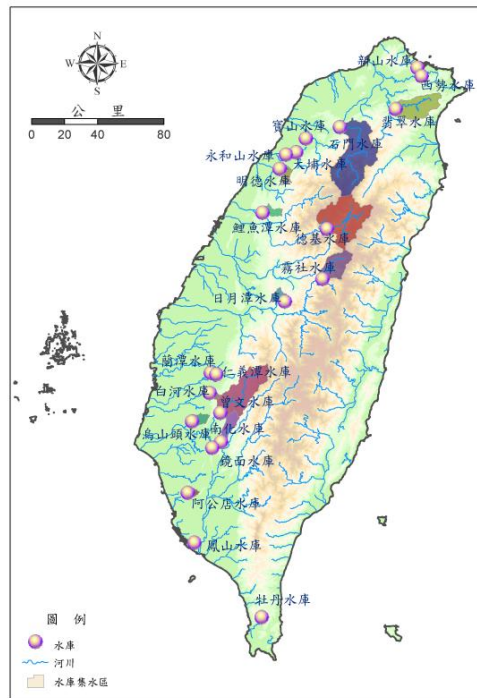 N
W E
S
公 里
0 20 40 80
新山水庫
西勢水庫
翡翠水庫
寶山水庫
石門水庫
永和山水庫
大埔水庫
明德水庫
鯉魚潭水庫
德基水庫
霧社水庫
日月潭水庫
蘭潭水庫
仁義潭水庫
白河水庫
曾文水庫
烏山頭水庫
南化水庫
鏡面水庫
阿公店水庫
鳳山水庫
牡丹水庫
圖 例
水庫
河川
水庫集水區